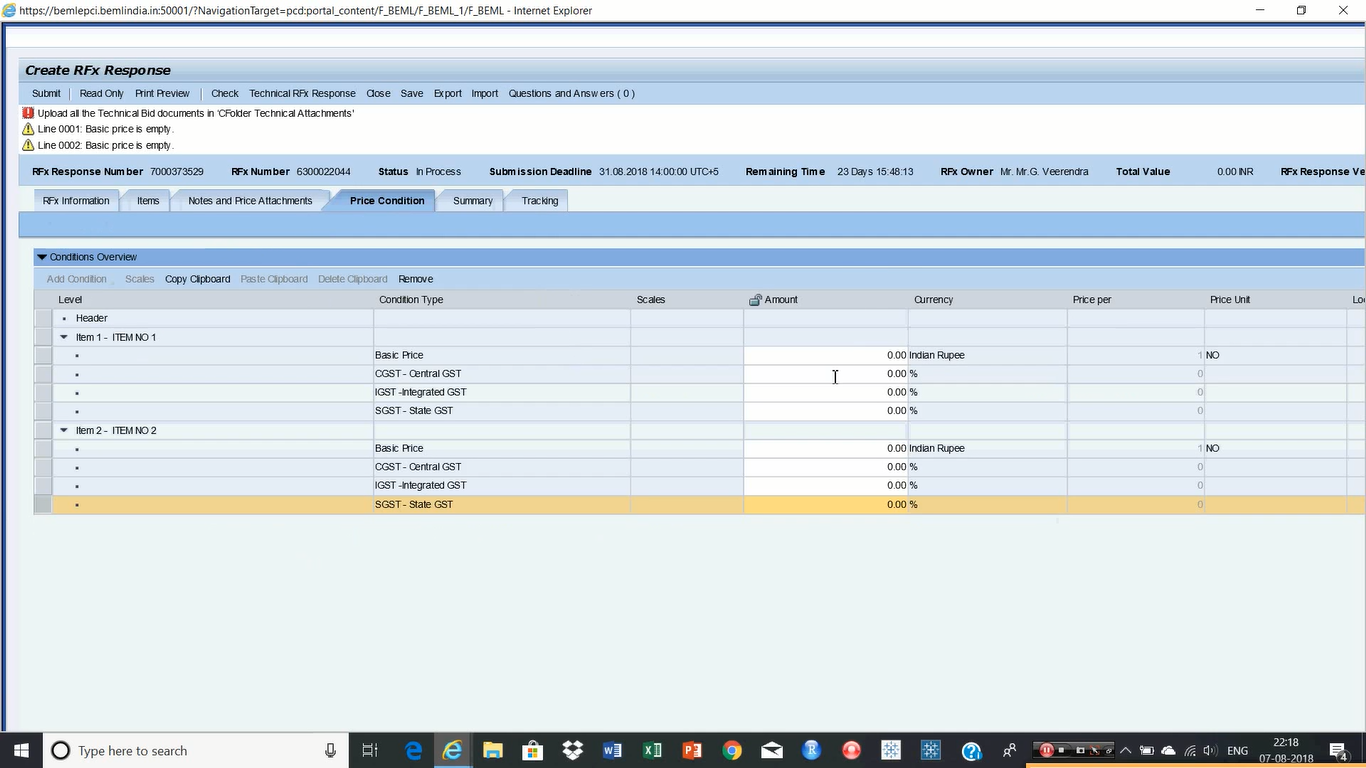 https://bemlepci.bemlindia.in:50001/?NavigationTarget=pcd:portal_content/F_BEML/F_BEML_1/F_BEML - Internet Explorer
Create RFx Response
Submit Read Only Print Preview Check Technical RFx Response Close Save Export Import Questions and Answers ( 0 )
Upload all the Technical Bid documents in 'CFolder Technical Attachments'
Line 0001: Basic price is empty.
Line 0002: Basic price is empty.
RFx Response Number 7000373529 RFx Number 6300022044 Status In Process Submission Deadline 31.08.2018 14:00:00 UTC+5 Remaining Time 23 Days 15:48:13 RFx Owner Mr. Mr.G. Veerendra Total Value 0.00 INR RFx Response Ve
RFx Information Items Notes and Price Attachments Price Condition Summary Tracking
Conditions Overview
Add Condition Scales Copy Clipboard Paste Clipboard Delete Clipboard Remove
Level Condition Type Scales Amount Currency Price per Price Unit Lo
Header
Item 1 - ITEM NO 1
Basic Price 0.00 Indian Rupee 1 NO
CGST - Central GST 0.00 % 0
IGST -Integrated GST 0.00 % 0
SGST - State GST 0.00 % 0
Item 2 - ITEM NO 2
Basic Price 0.00 Indian Rupee 1 NO
CGST - Central GST 0.00 % 0
IGST -Integrated GST 0.00 % 0
SGST - State GST 0.00 % 0
Type here to search
ENG
22:18
07-08-2018
4